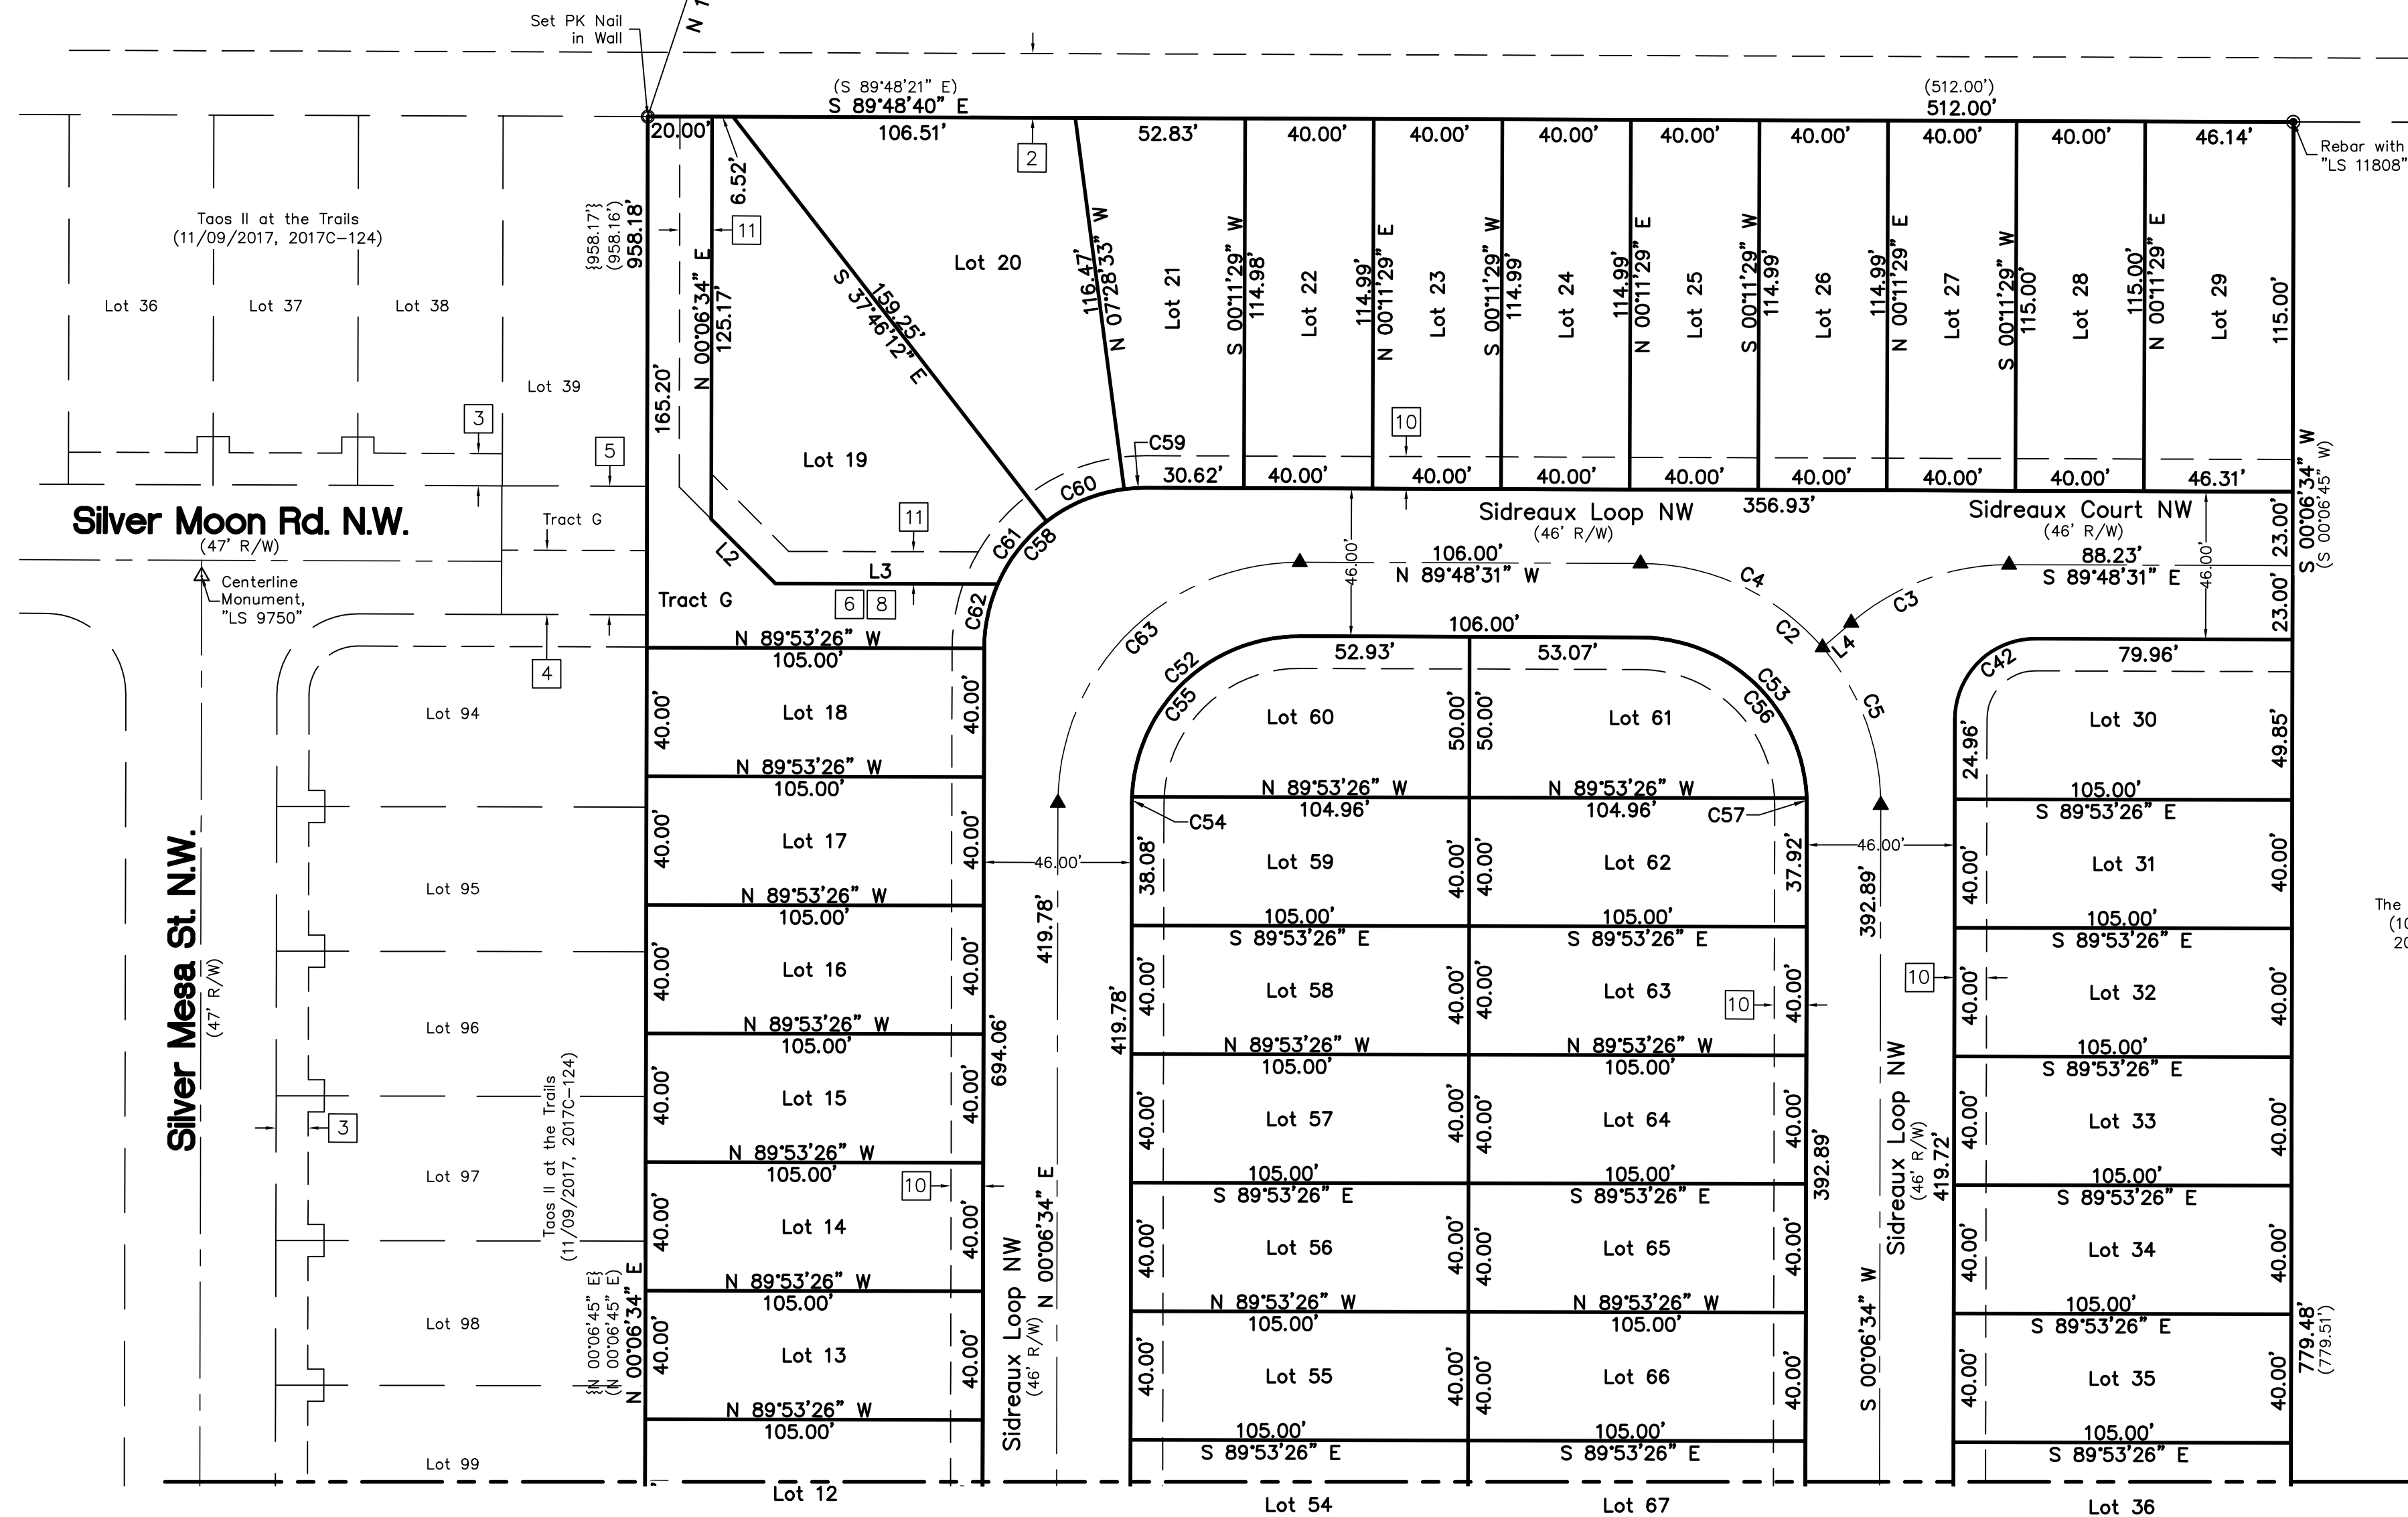 Set PK Nail
in Wall
N 1
(S 89°48'21" E)
S 89°48'40" E
(512.00')
512.00'
20.00'
6.52'
106.51'
52.83'
40.00'
40.00'
40.00'
40.00'
40.00'
40.00'
40.00'
46.14'
2
Rebar with
"LS 11808"
Taos II at the Trails
(11/09/2017, 2017C-124)
Lot 36
Lot 37
Lot 38
Lot 39
{958.17'}
(958.16')
958.18'
165.20'
11
N 00°06'34" E
125.17'
S 37°46'12" E
159.25'
Lot 19
Lot 20
116.47'
N 07°28'33" W
Lot 21
S 00°11'29" W
114.98'
Lot 22
114.99'
N 00°11'29" E
Lot 23
S 00°11'29" W
114.99'
Lot 24
114.99'
N 00°11'29" E
Lot 25
S 00°11'29" W
114.99'
Lot 26
114.99'
N 00°11'29" E
Lot 27
S 00°11'29" W
115.00'
Lot 28
115.00'
N 00°11'29" E
Lot 29
115.00'
3
5
10
C59
C60
C61
C58
C62
30.62'
40.00'
40.00'
40.00'
40.00'
40.00'
40.00'
40.00'
46.31'
S 00°06'34" W
(S 00°06'45" W)
Silver Moon Rd. N.W.
(47' R/W)
Tract G
Centerline
Monument,
"LS 9750"
4
L2
L3
11
6
8
Tract G
Sidreaux Loop NW
(46' R/W)
356.93'
Sidreaux Court NW
(46' R/W)
23.00'
23.00'
46.00'
46.00'
106.00'
N 89°48'31" W
88.23'
S 89°48'31" E
C63
C4
C2
C3
L4
C5
106.00'
52.93'
53.07'
C52
C55
C53
C56
C42
79.96'
N 89°53'26" W
105.00'
Lot 94
40.00'
Lot 18
40.00'
Lot 60
50.00'
50.00'
Lot 61
24.96'
Lot 30
49.85'
N 89°53'26" W
105.00'
N 89°53'26" W
104.96'
N 89°53'26" W
104.96'
105.00'
S 89°53'26" E
C54
C57
40.00'
Lot 17
40.00'
46.00'
38.08'
Lot 59
40.00'
40.00'
Lot 62
37.92'
46.00'
40.00'
Lot 31
40.00'
Silver Mesa St. N.W.
(47' R/W)
Lot 95
N 89°53'26" W
105.00'
419.78'
105.00'
S 89°53'26" E
105.00'
S 89°53'26" E
392.89'
105.00'
S 89°53'26" E
The
(10
20
40.00'
Lot 16
40.00'
419.78'
40.00'
Lot 58
40.00'
40.00'
Lot 63
10
40.00'
10
40.00'
Lot 32
40.00'
Lot 96
N 89°53'26" W
105.00'
694.06'
N 89°53'26" W
105.00'
N 89°53'26" W
105.00'
105.00'
S 89°53'26" E
3
Taos II at the Trails
(11/09/2017, 2017C-124)
40.00'
Lot 15
40.00'
40.00'
Lot 57
40.00'
40.00'
Lot 64
40.00'
392.89'
Sidreaux Loop NW
(46' R/W)
419.72'
40.00'
Lot 33
40.00'
Lot 97
N 89°53'26" W
105.00'
10
105.00'
S 89°53'26" E
105.00'
S 89°53'26" E
105.00'
S 89°53'26" E
40.00'
Lot 14
40.00'
Sidreaux Loop NW
(46' R/W)
N 00°06'34" E
40.00'
Lot 56
40.00'
40.00'
Lot 65
40.00'
S 00°06'34" W
40.00'
Lot 34
40.00'
{N 00°06'45" E}
(N 00°06'45" E)
N 00°06'34" E
Lot 98
N 89°53'26" W
105.00'
N 89°53'26" W
105.00'
N 89°53'26" W
105.00'
105.00'
S 89°53'26" E
40.00'
Lot 13
40.00'
40.00'
Lot 55
40.00'
40.00'
Lot 66
40.00'
40.00'
Lot 35
40.00'
779.48'
(779.51')
N 89°53'26" W
105.00'
105.00'
S 89°53'26" E
105.00'
S 89°53'26" E
105.00'
S 89°53'26" E
Lot 99
Lot 12
Lot 54
Lot 67
Lot 36